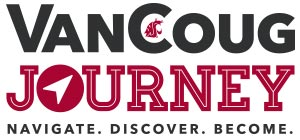 VANCOUG
JOURNEY
NAVIGATE. DISCOVER. BECOME.